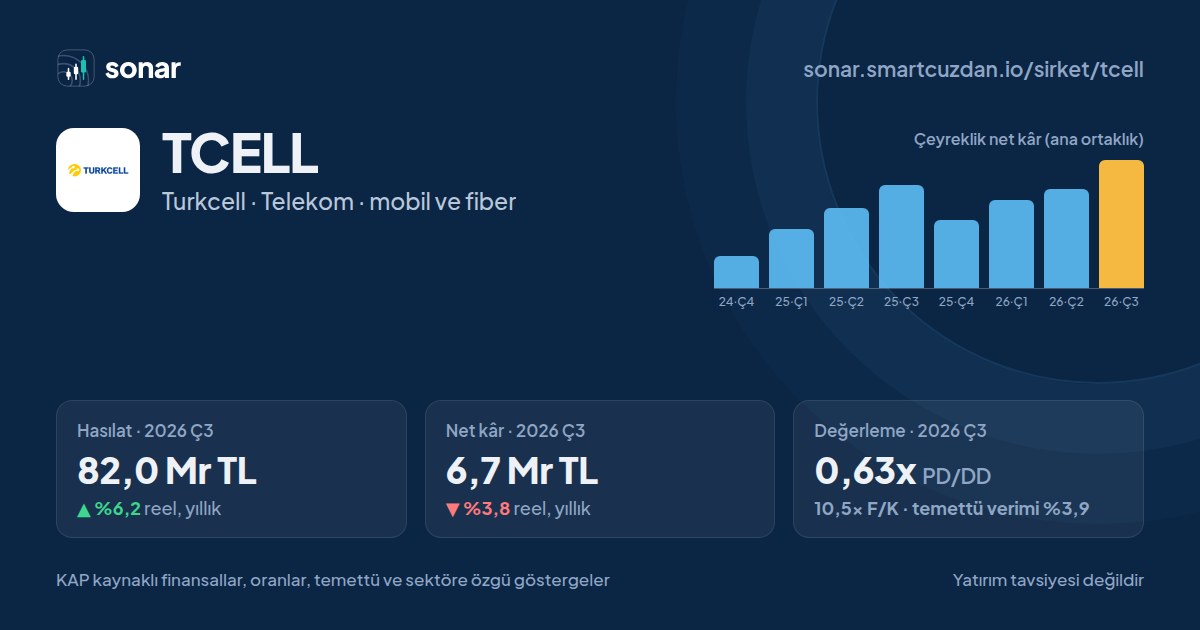 sonar
sonar.smartcuzdan.io/sirket/tcell
TURKCELL
TCELL
Turkcell · Telekom · mobil ve fiber
Çeyreklik net kâr (ana ortaklık)
24·Ç4 25·Ç1 25·Ç2 25·Ç3 25·Ç4 26·Ç1 26·Ç2 26·Ç3
Hasılat · 2026 Ç3
82,0 Mr TL
▲ %6,2 reel, yıllık
Net kâr · 2026 Ç3
6,7 Mr TL
▼ %3,8 reel, yıllık
Değerleme · 2026 Ç3
0,63x PD/DD
10,5× F/K · temettü verimi %3,9
KAP kaynaklı finansallar, oranlar, temettü ve sektöre özgü göstergeler
Yatırım tavsiyesi değildir